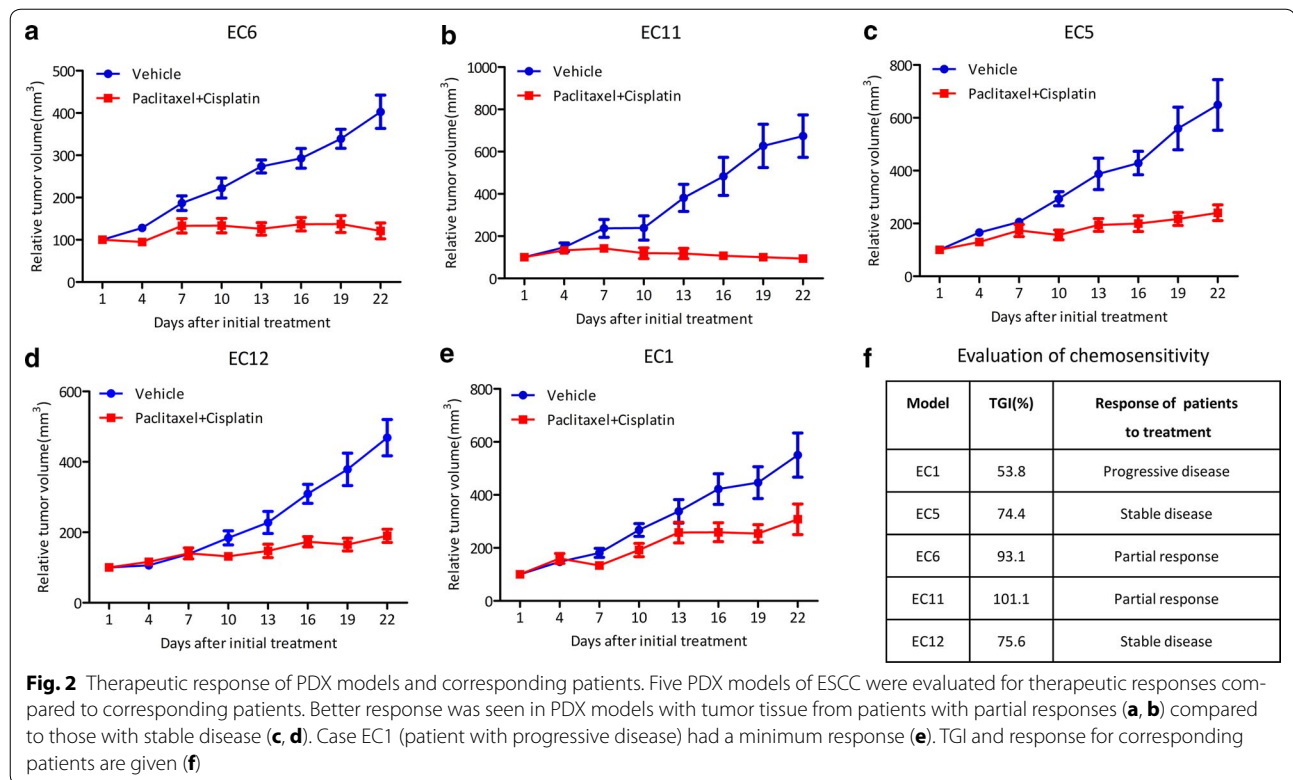 a
EC6
Relative tumor volume(mm³)
500
400
300
200
100
0
Vehicle
Paclitaxel+Cisplatin
1 4 7 10 13 16 19 22
Days after initial treatment
b
EC11
Relative tumor volume(mm³)
1000
800
600
400
200
0
Vehicle
Paclitaxel+Cisplatin
1 4 7 10 13 16 19 22
Days after initial treatment
c
EC5
Relative tumor volume(mm³)
800
600
400
200
0
Vehicle
Paclitaxel+Cisplatin
1 4 7 10 13 16 19 22
Days after initial treatment
d
EC12
Relative tumor volume(mm³)
600
400
200
0
Vehicle
Paclitaxel+Cisplatin
1 4 7 10 13 16 19 22
Days after initial treatment
e
EC1
Relative tumor volume(mm³)
800
600
400
200
0
Vehicle
Paclitaxel+Cisplatin
1 4 7 10 13 16 19 22
Days after initial treatment
f
Evaluation of chemosensitivity
Model TGI(%) Response of patients
to treatment
EC1 53.8 Progressive disease
EC5 74.4 Stable disease
EC6 93.1 Partial response
EC11 101.1 Partial response
EC12 75.6 Stable disease
Fig. 2 Therapeutic response of PDX models and corresponding patients. Five PDX models of ESCC were evaluated for therapeutic responses com-
pared to corresponding patients. Better response was seen in PDX models with tumor tissue from patients with partial responses (a, b) compared
to those with stable disease (c, d). Case EC1 (patient with progressive disease) had a minimum response (e). TGI and response for corresponding
patients are given (f)